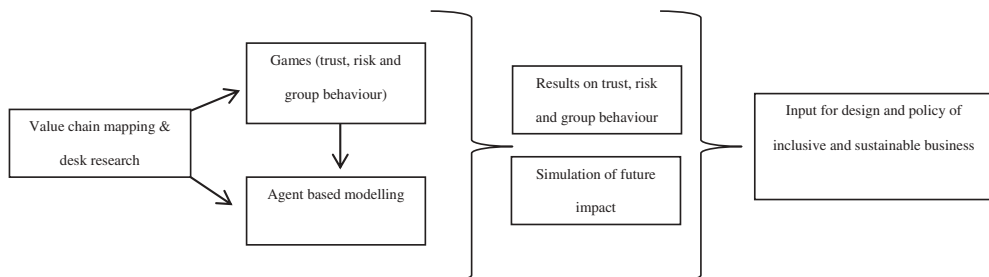 Value chain mapping &
desk research
Games (trust, risk and
group behaviour)
Agent based modelling
Results on trust, risk
and group behaviour
Simulation of future
impact
Input for design and policy of
inclusive and sustainable business